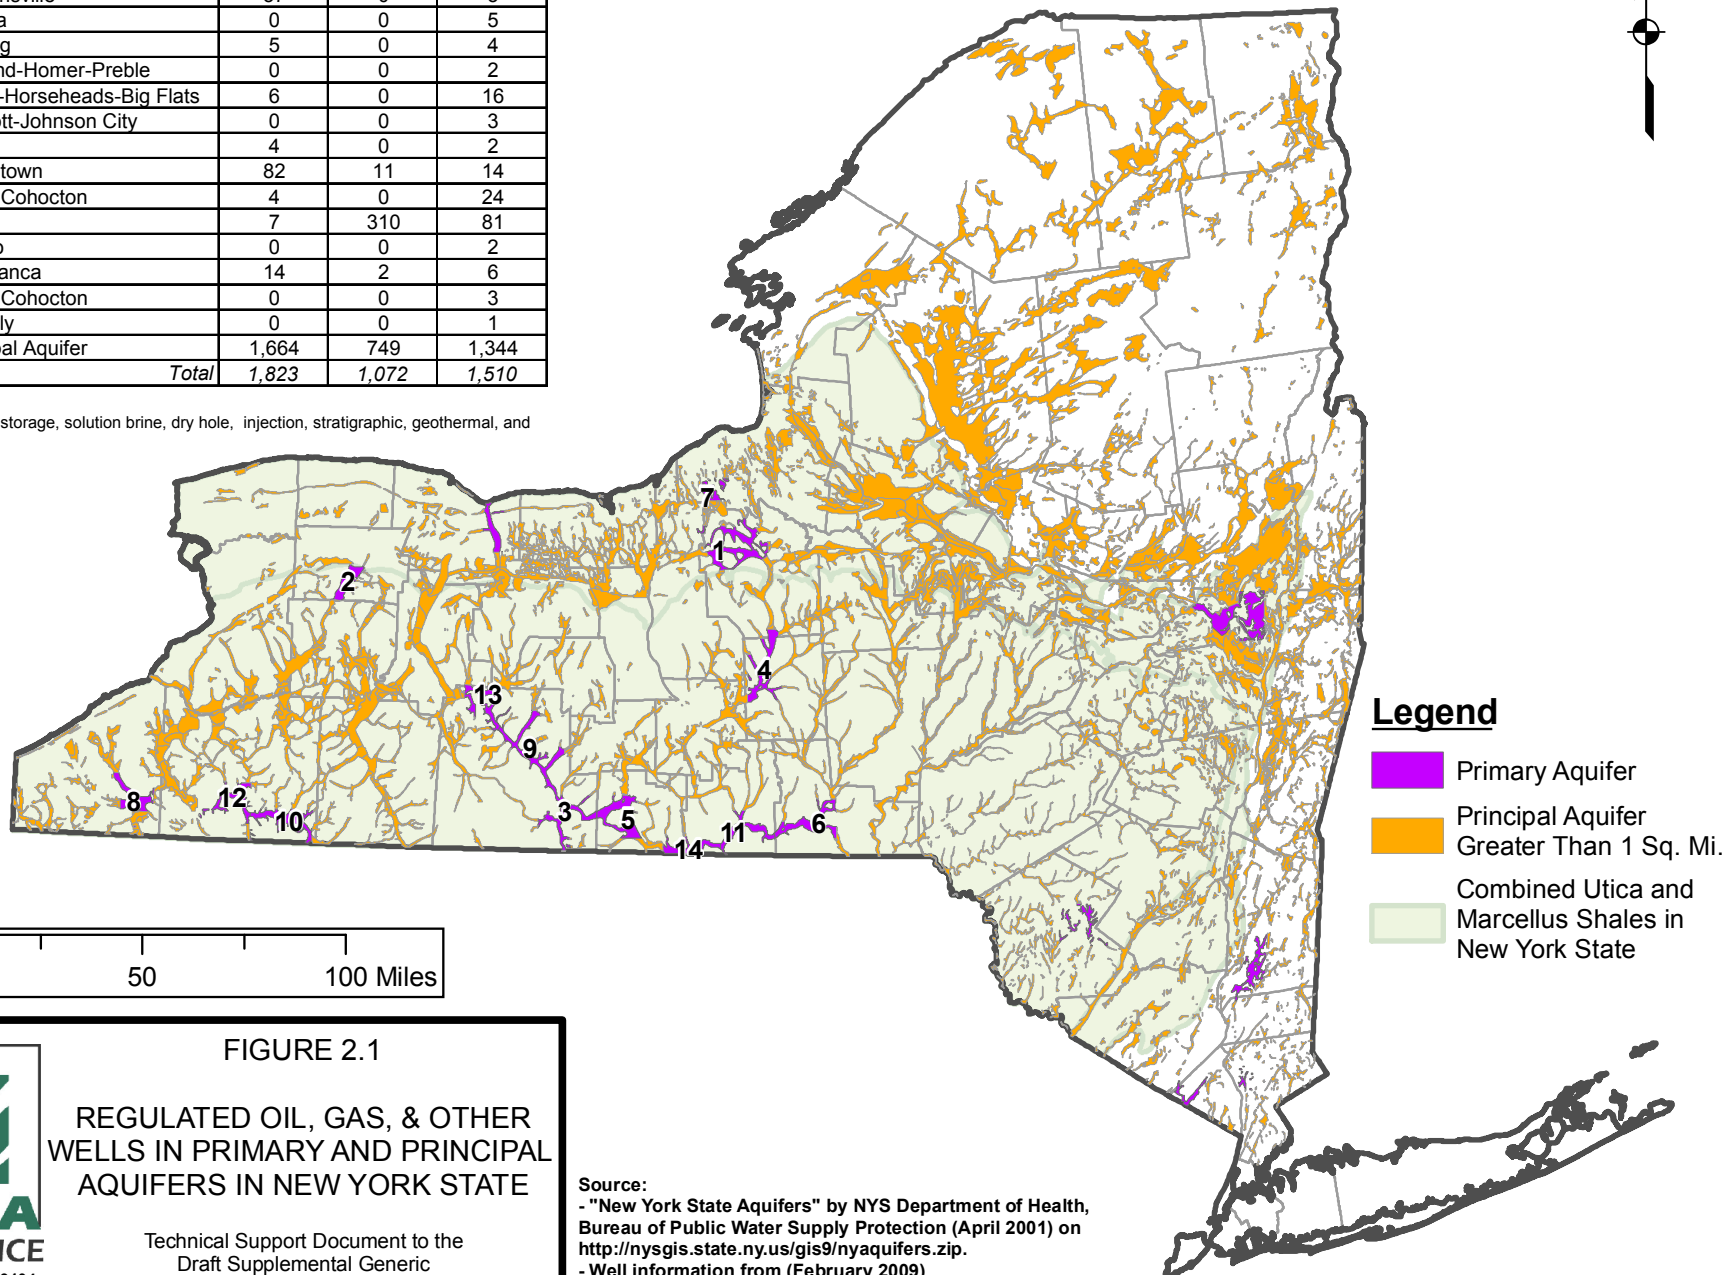 a 0 0 5
g 5 0 4
nd-Homer-Preble 0 0 2
-Horseheads-Big Flats 6 0 16
ott-Johnson City 0 0 3
4 0 2
town 82 11 14
Cohocton 4 0 24
7 310 81
o 0 0 2
anca 14 2 6
Cohocton 0 0 3
ly 0 0 1
al Aquifer 1,664 749 1,344
Total 1,823 1,072 1,510
storage, solution brine, dry hole, injection, stratigraphic, geothermal, and
7
1
2
4
13
9
8
12
10
3
5
14
11
6
Legend
Primary Aquifer
Principal Aquifer
Greater Than 1 Sq. Mi.
Combined Utica and
Marcellus Shales in
New York State
50 100 Miles
FIGURE 2.1
REGULATED OIL, GAS, & OTHER
WELLS IN PRIMARY AND PRINCIPAL
AQUIFERS IN NEW YORK STATE
Technical Support Document to the
Draft Supplemental Generic
A
ICE
Source:
- "New York State Aquifers" by NYS Department of Health,
Bureau of Public Water Supply Protection (April 2001) on
http://nysgis.state.ny.us/gis9/nyaquifers.zip.
- Well information from (February 2009)